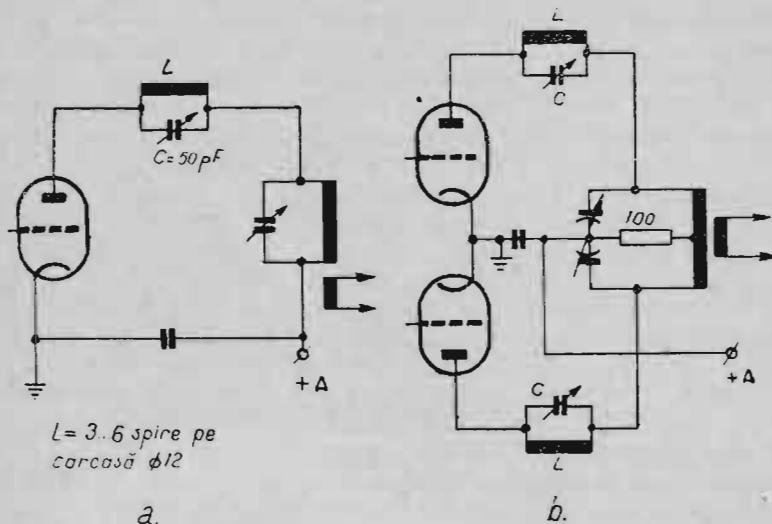 L
C=50pF
+A
L=3..6 spire pe
carcasă ϕ12
a.
L
C
100
+A
C
L
b.